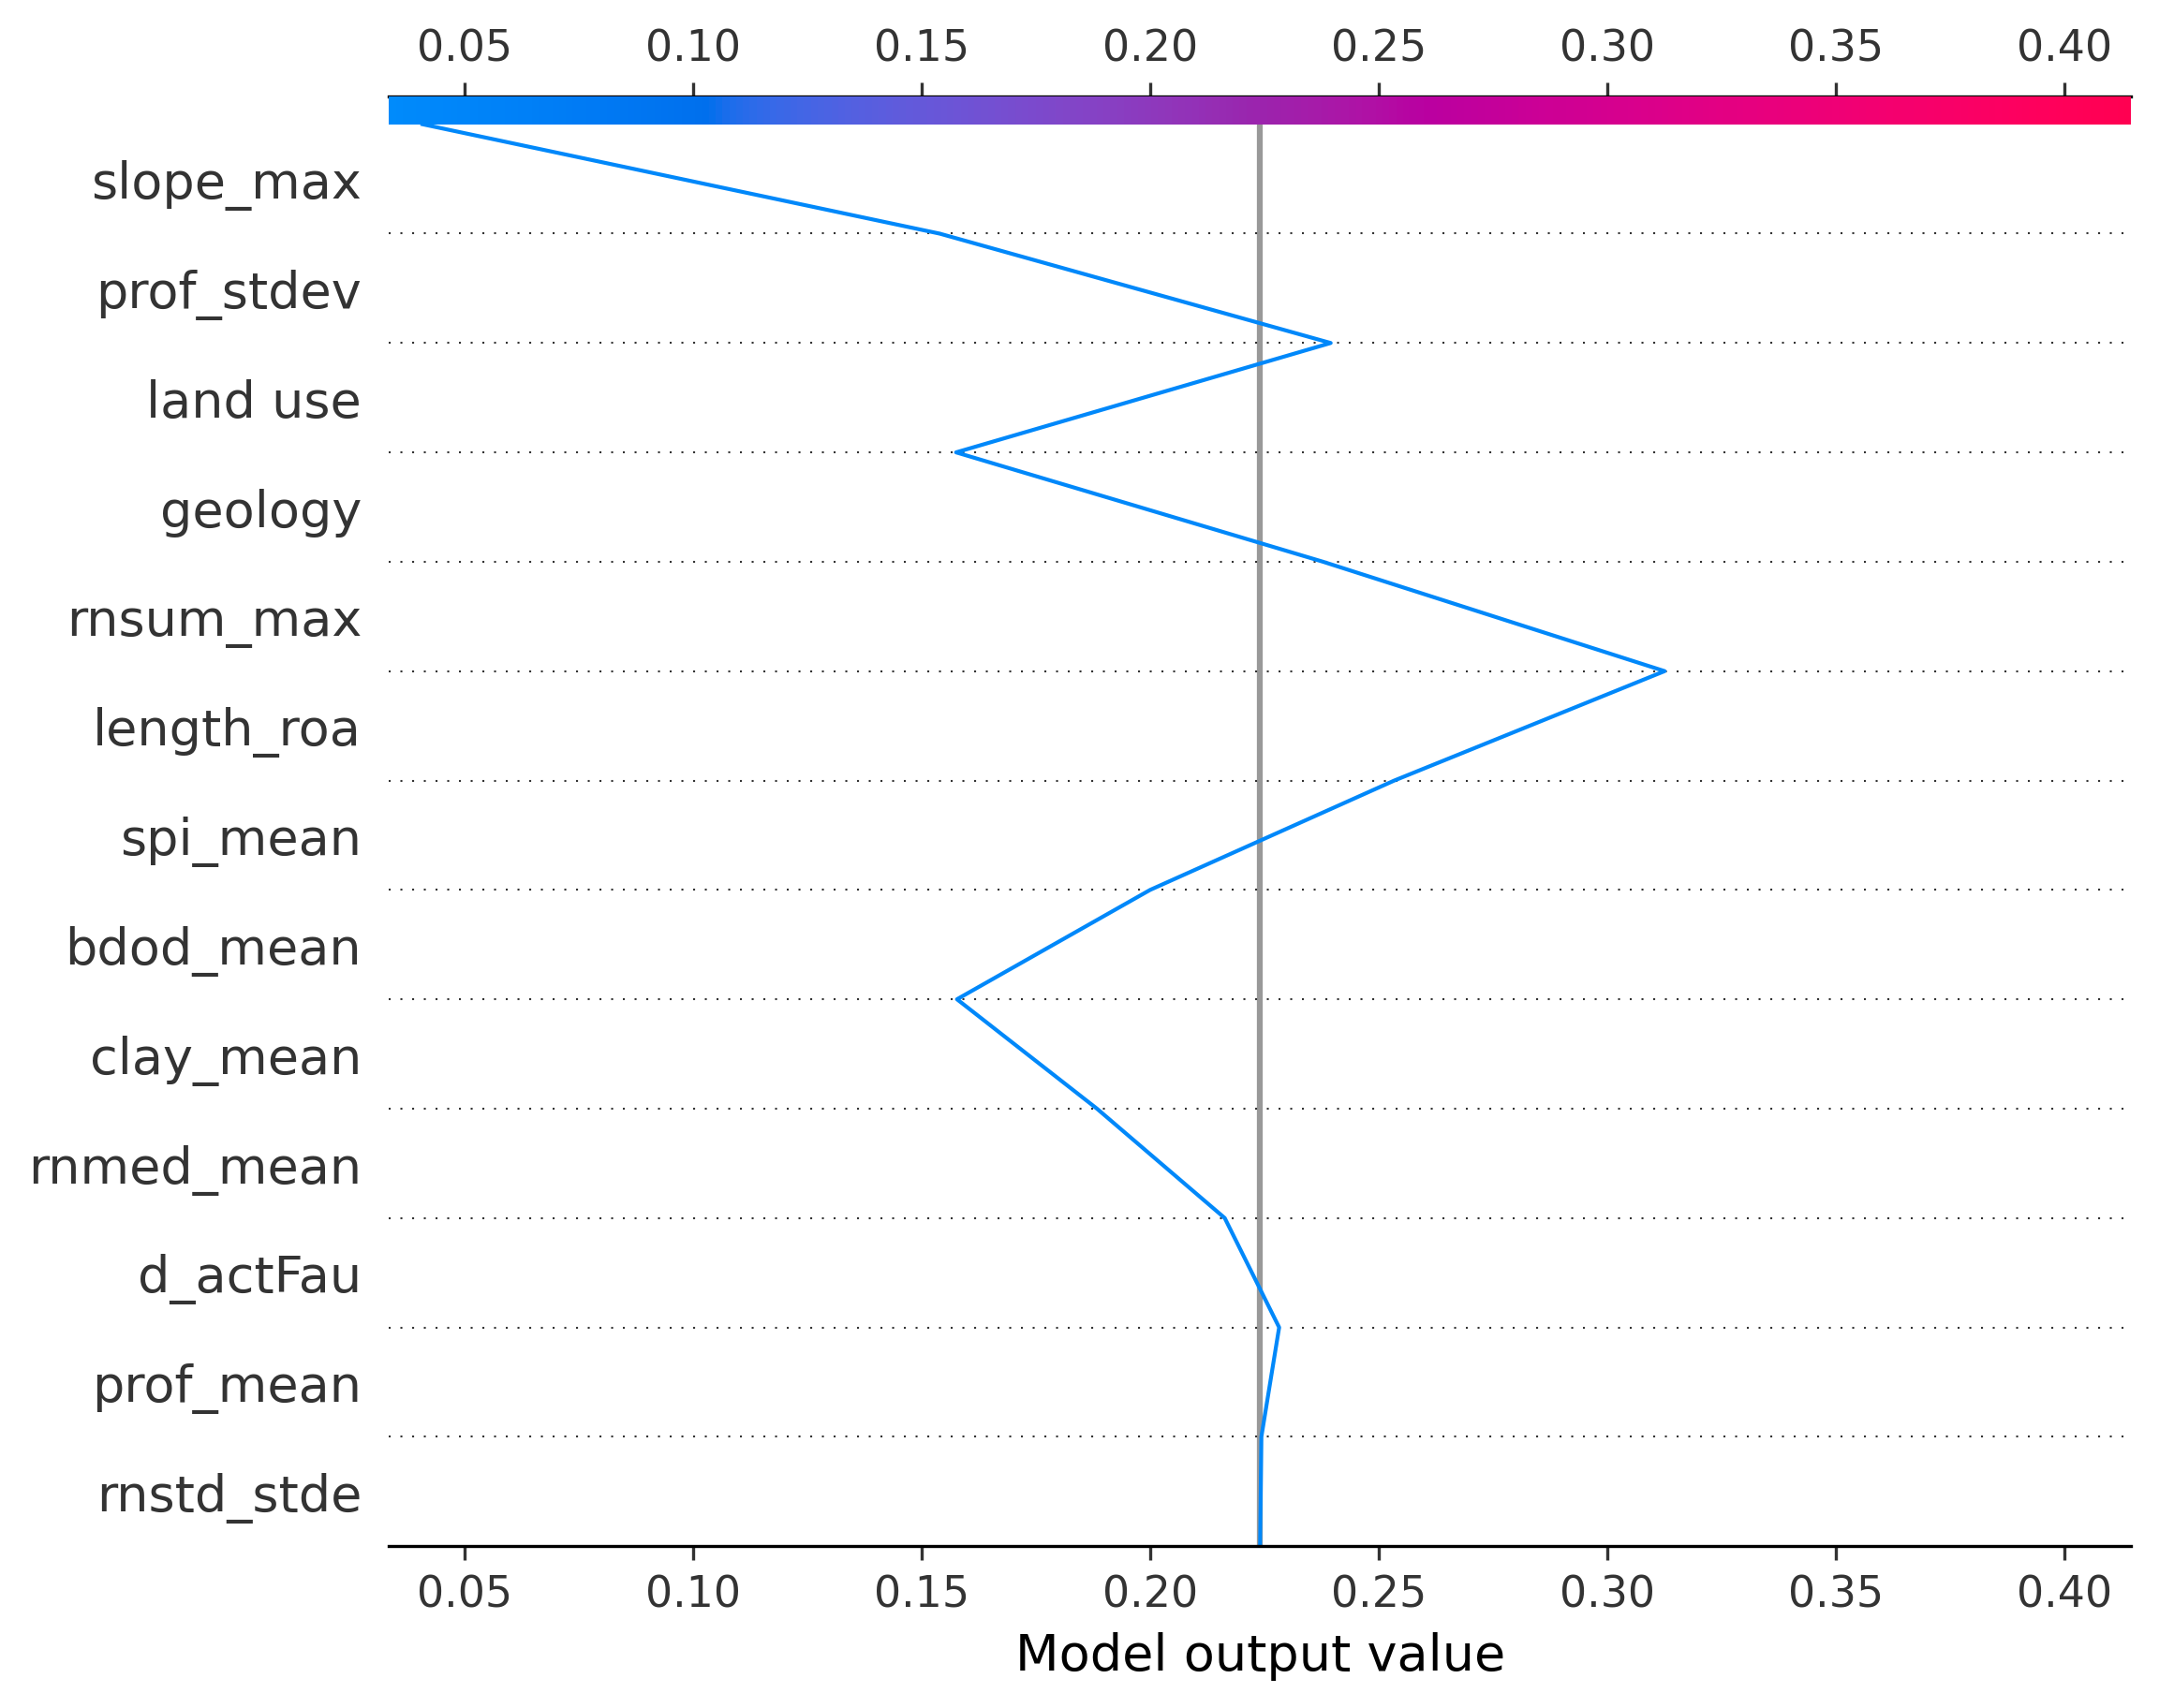 0.05 0.10 0.15 0.20 0.25 0.30 0.35 0.40
slope_max
prof_stdev
land use
geology
rnsum_max
length_roa
spi_mean
bdod_mean
clay_mean
rnmed_mean
d_actFau
prof_mean
rnstd_stde
0.05 0.10 0.15 0.20 0.25 0.30 0.35 0.40
Model output value